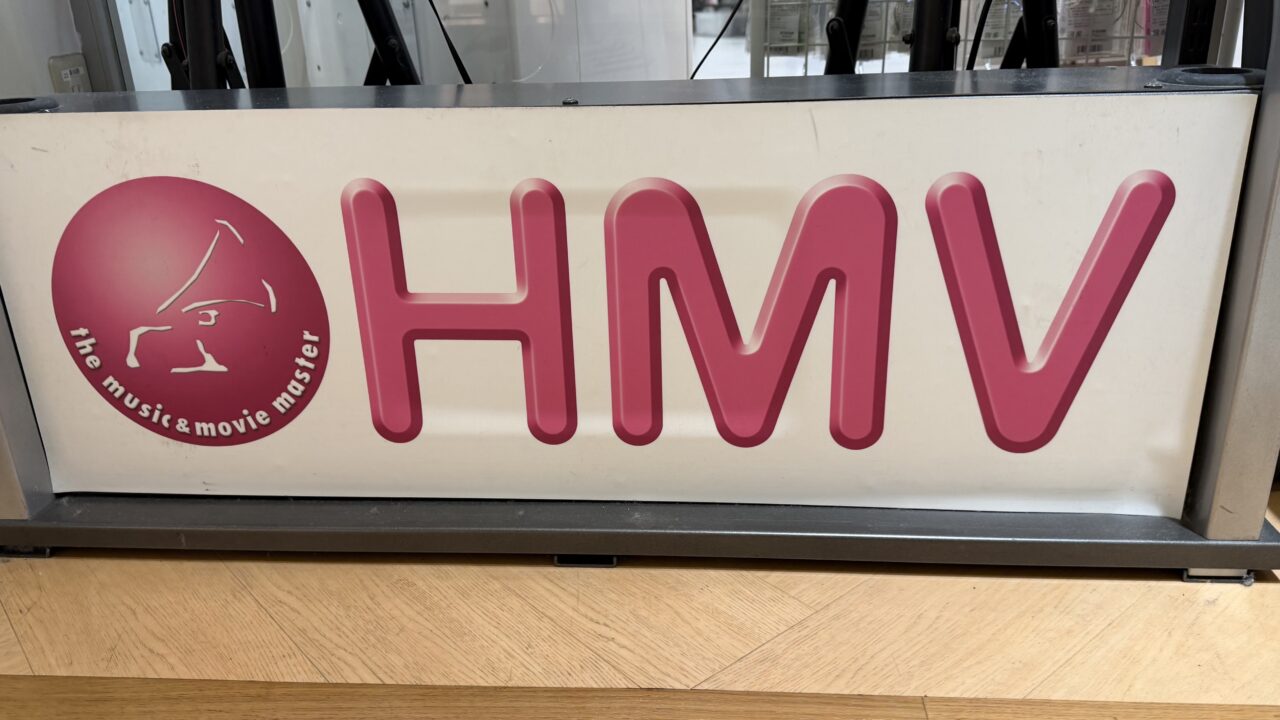 HMV
the music & movie master